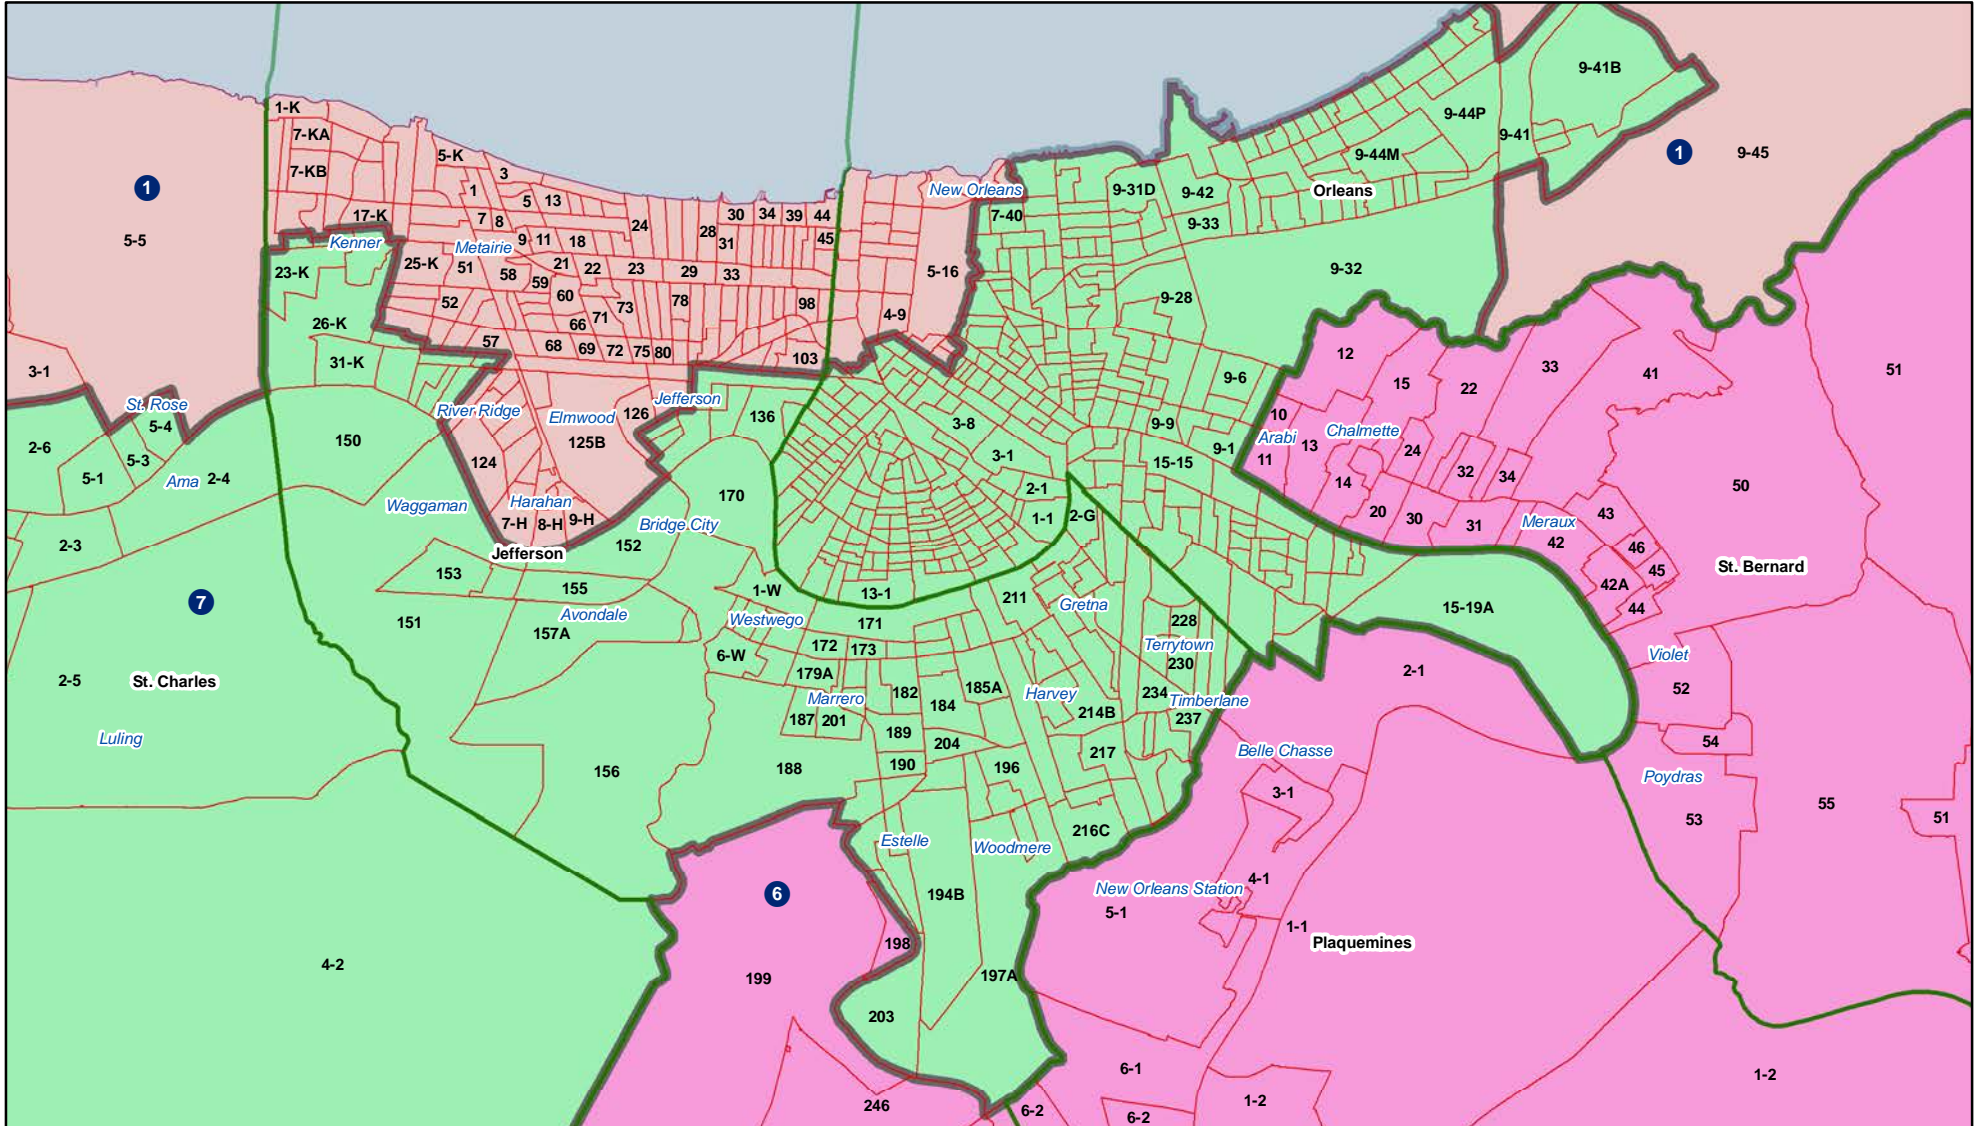 9-41B
1-K
9-44P
7-KA
9-41
5-K
9-44M
1
9-45
7-KB
3
1
1
New Orleans
9-31D
9-42
Orleans
5
13
17-K
7
8
24
30
34
39
44
7-40
9-33
5-5
Kenner
Metairie
9
11
18
28
31
45
23-K
25-K
51
58
21
22
23
29
33
5-16
9-32
59
60
52
73
78
98
9-28
26-K
66
71
4-9
57
68
69
72
75
80
103
12
3-1
31-K
33
41
51
9-6
15
22
St. Rose
5-4
River Ridge
Elmwood
126
Jefferson
136
3-8
9-9
10
Arabi
Chalmette
2-6
150
125B
3-1
9-1
11
13
24
5-1
5-3
Ama
2-4
124
15-15
32
34
14
170
2-1
50
Waggaman
Harahan
7-H
8-H
9-H
Bridge City
1-1
2-G
20
30
31
Meraux
43
2-3
Jefferson
152
42
46
153
155
45
St. Bernard
1-W
13-1
211
Gretna
42A
44
15-19A
7
151
157A
Avondale
Westwego
171
228
6-W
172
173
Terrytown
230
Violet
2-5
St. Charles
179A
2-1
182
185A
Harvey
234
Timberlane
52
Marrero
184
214B
187
201
237
Luling
189
204
217
Belle Chasse
54
156
188
190
196
Poydras
3-1
55
53
51
216C
Estelle
Woodmere
6
194B
4-1
New Orleans Station
5-1
1-1
Plaquemines
198
4-2
199
197A
203
6-1
1-2
246
6-2
6-2
1-2